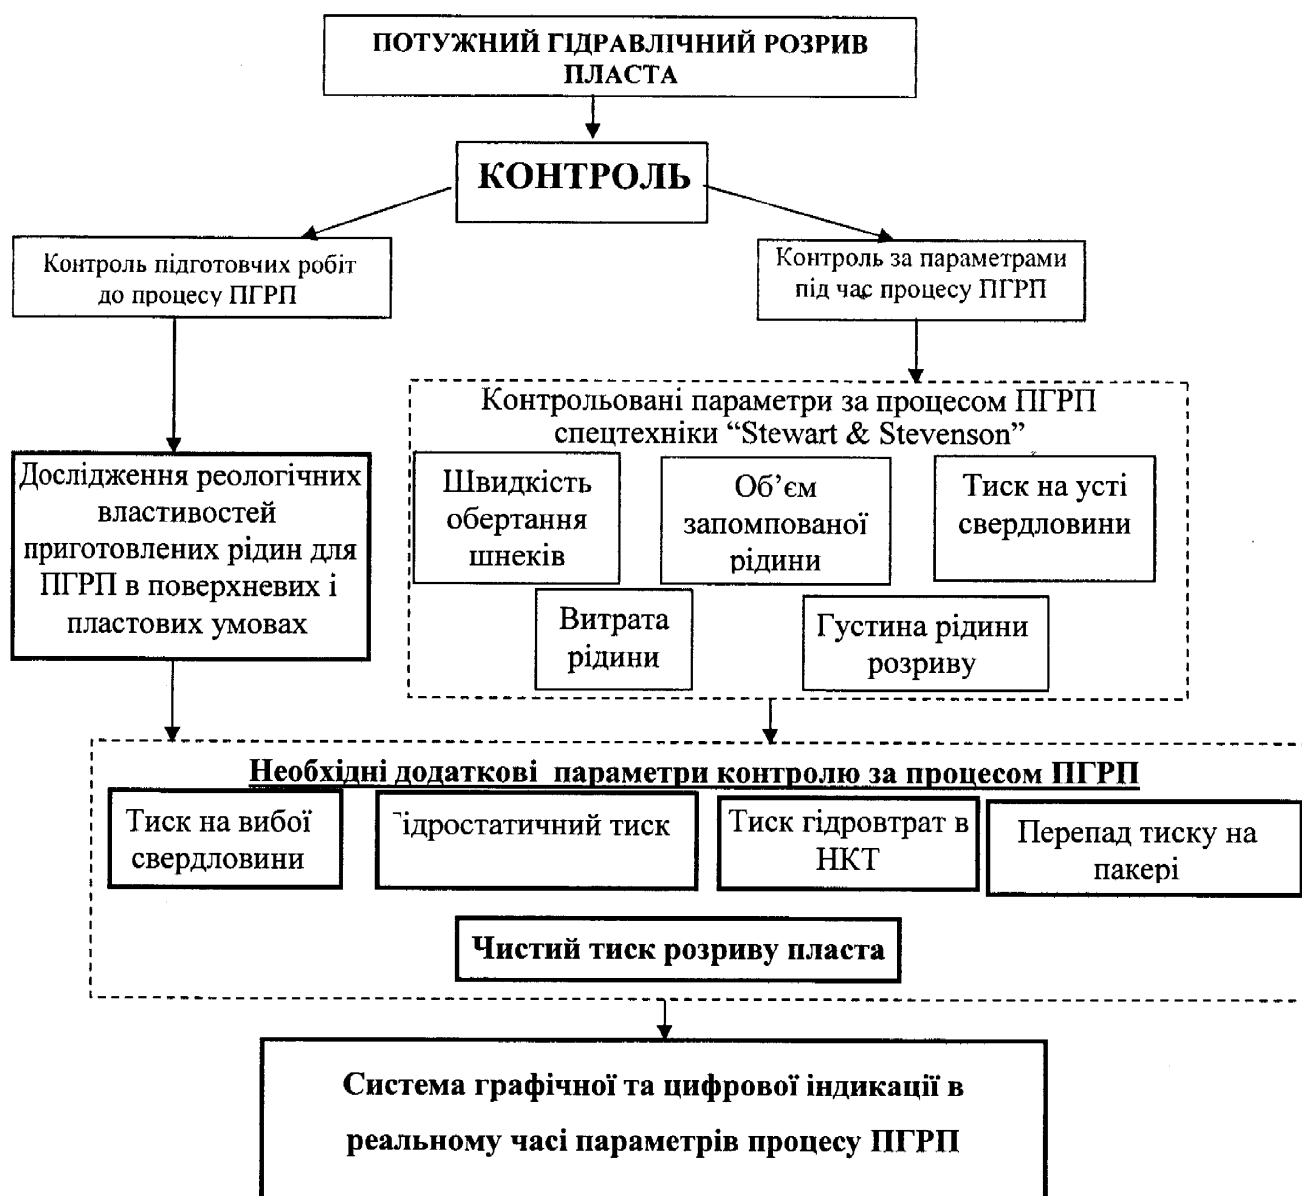 ПОТУЖНИЙ ГІДРАВЛІЧНИЙ РОЗРИВ
ПЛАСТА
КОНТРОЛЬ
Контроль підготовчих робіт
до процесу ПГРП
Контроль за параметрами
під час процесу ПГРП
Контрольовані параметри за процесом ПГРП
спецтехніки “Stewart & Stevenson”
Швидкість
обертання
шнеків
Об’єм
запомпованої
рідини
Тиск на усті
свердловини
Витрата
рідини
Густина рідини
розриву
Дослідження реологічних
властивостей
приготовлених рідин для
ПГРП в поверхневих і
пластових умовах
Необхідні додаткові параметри контролю за процесом ПГРП
Тиск на вибої
свердловини
Гідростатичний тиск
Тиск гідровтрат в
НКТ
Перепад тиску на
пакері
Чистий тиск розриву пласта
Система графічної та цифрової індикації в
реальному часі параметрів процесу ПГРП